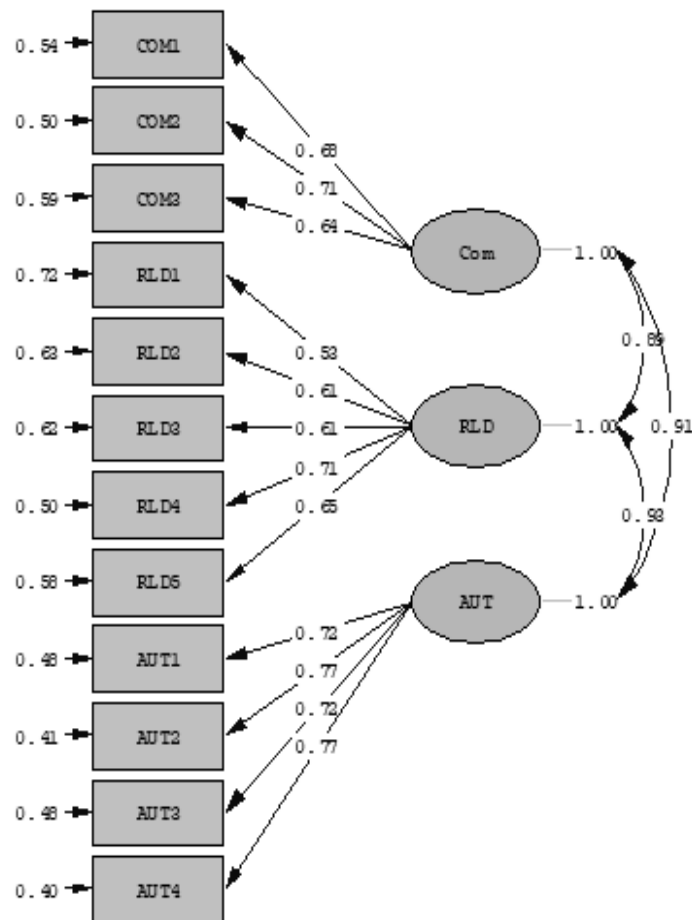 0.54 COM1
0.50 COM2
0.68
0.71
0.59 COM3
0.64
Com 1.00
0.72 RLD1
0.89
0.53
0.63 RLD2
0.61
0.62 RLD3 0.61 RLD 1.00 0.91
0.71
0.50 RLD4
0.65
0.93
0.58 RLD5
AUT 1.00
0.72
0.48 AUT1
0.77
0.72
0.41 AUT2
0.77
0.48 AUT3
0.40 AUT4